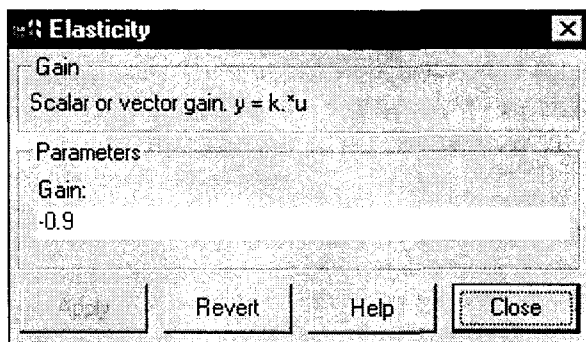 Elasticity
Gain
Scalar or vector gain. y = k.*u
Parameters
Gain:
-0.9
Apply Revert Help Close